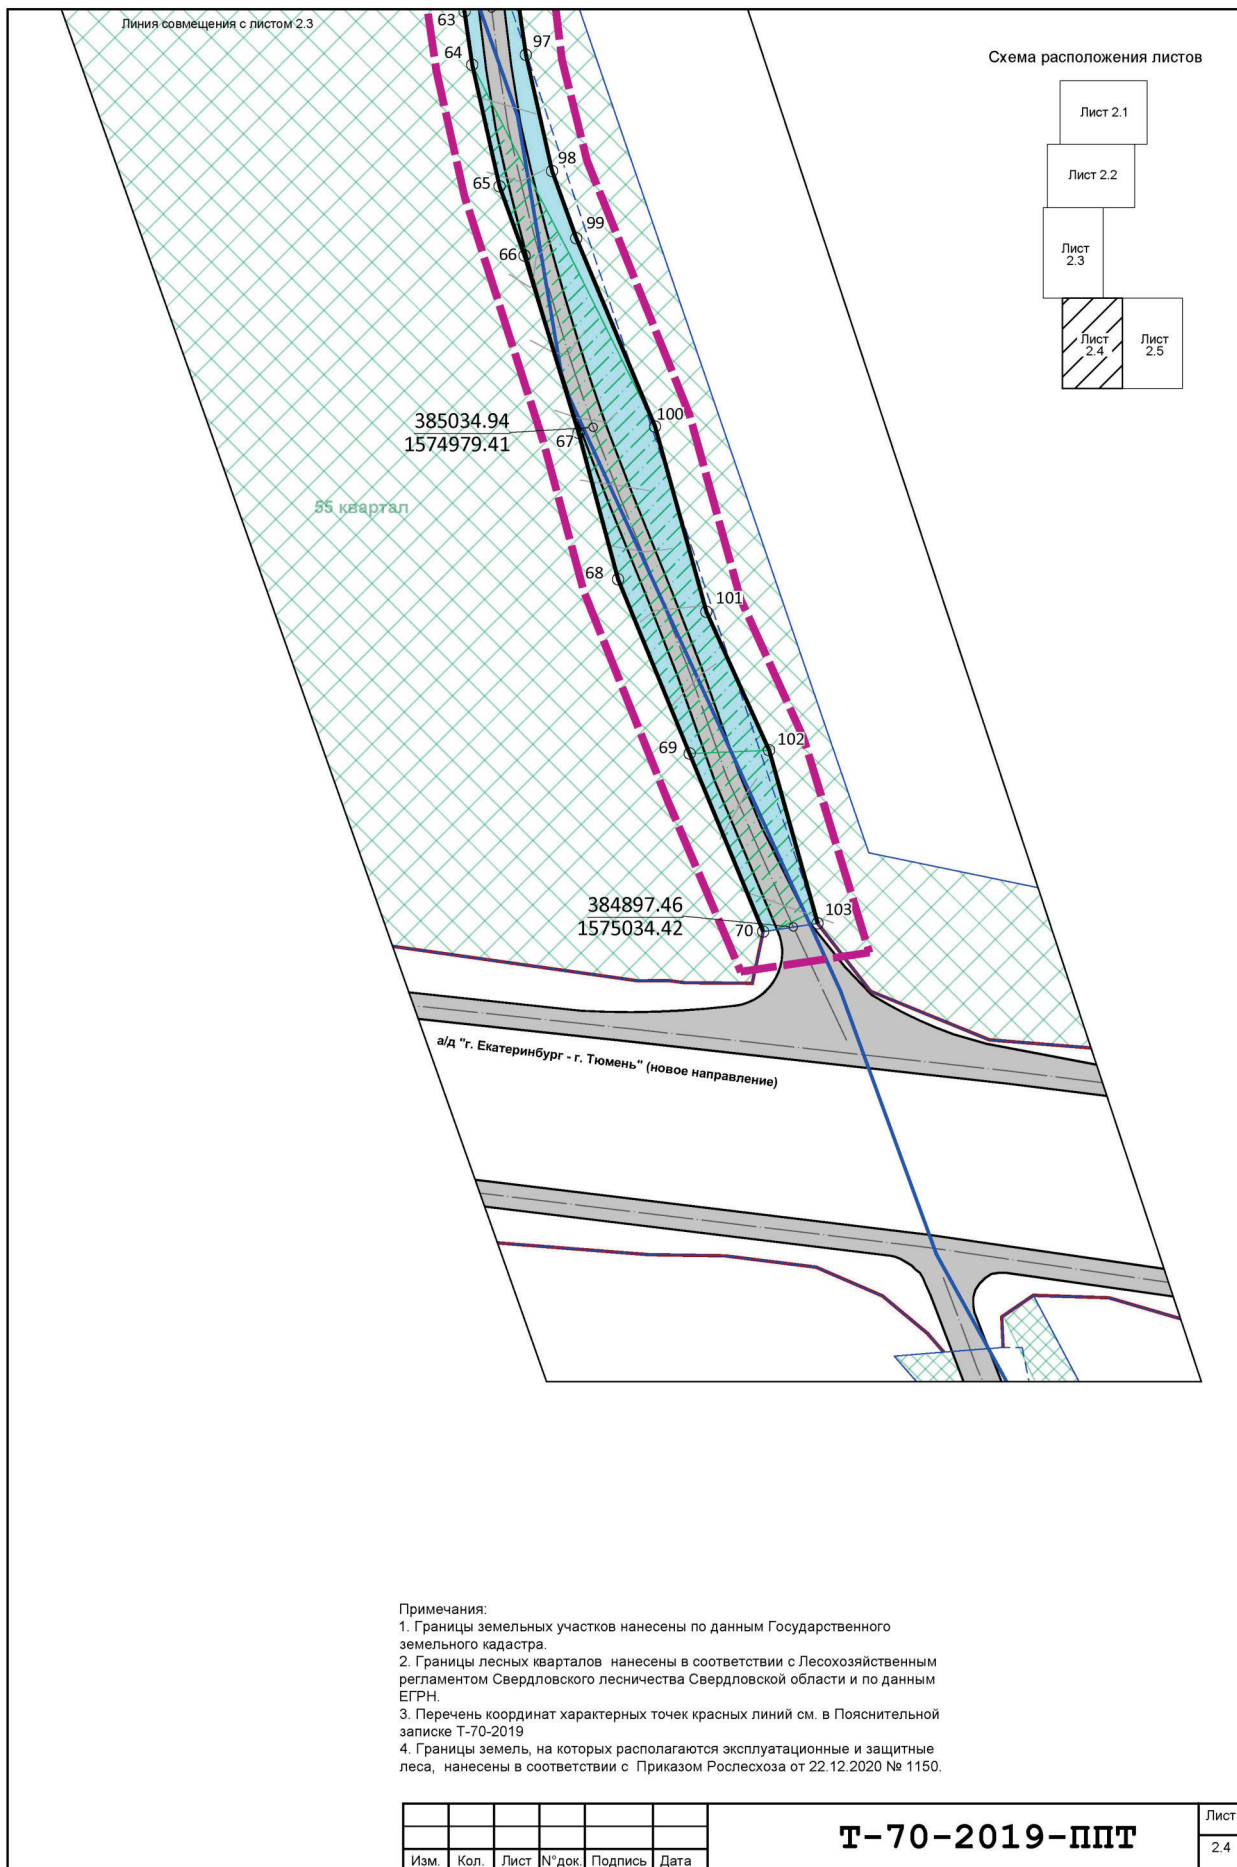 Линия совмещения с листом 2.3
Схема расположения листов
Лист 2.1
Лист 2.2
Лист
2.3
Лист
2.4
Лист
2.5
63
64
65
66
67
68
69
70
97
98
99
100
101
102
103
385034.94
1574979.41
55 квартал
384897.46
1575034.42
а/д "г. Екатеринбург - г. Тюмень" (новое направление)
Примечания:
1. Границы земельных участков нанесены по данным Государственного
земельного кадастра.
2. Границы лесных кварталов нанесены в соответствии с Лесохозяйственным
регламентом Свердловского лесничества Свердловской области и по данным
ЕГРН.
3. Перечень координат характерных точек красных линий см. в Пояснительной
записке Т-70-2019
4. Границы земель, на которых располагаются эксплуатационные и защитные
леса, нанесены в соответствии с Приказом Рослесхоза от 22.12.2020 № 1150.
Изм. Кол. Лист N°док. Подпись Дата
Т-70-2019-ППТ
Лист
2.4